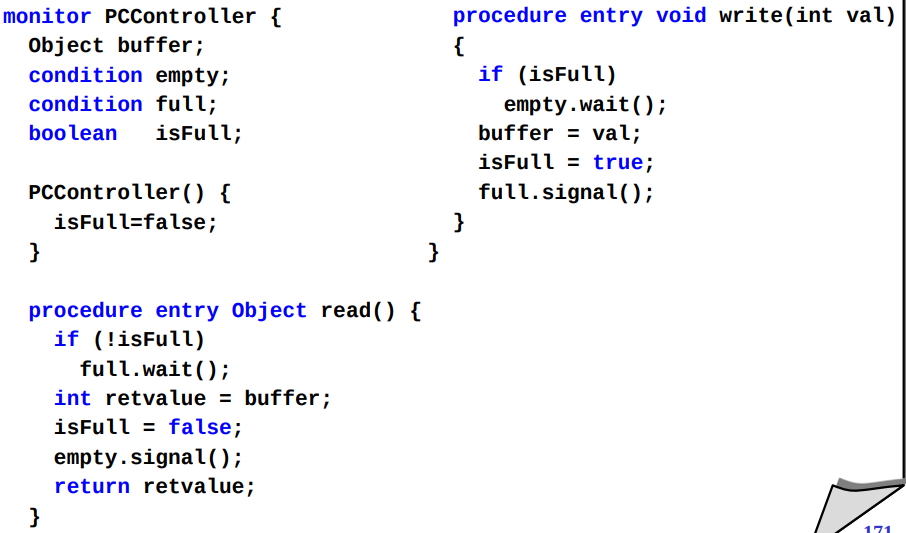 monitor PCController {
Object buffer;
condition empty;
condition full;
boolean isFull;
PCController() {
isFull=false;
}
procedure entry Object read() {
if (!isFull)
full.wait();
int retvalue = buffer;
isFull = false;
empty.signal();
return retvalue;
}
procedure entry void write(int val)
{
if (isFull)
empty.wait();
buffer = val;
isFull = true;
full.signal();
}
}
171